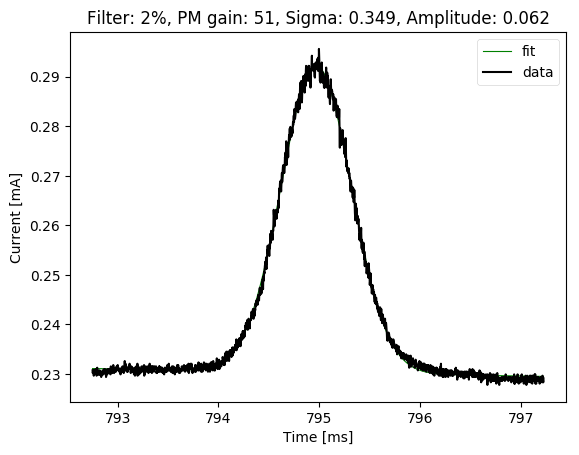 Filter: 2%, PM gain: 51, Sigma: 0.349, Amplitude: 0.062
fit
data
Current [mA]
0.29
0.28
0.27
0.26
0.25
0.24
0.23
793 794 795 796 797
Time [ms]